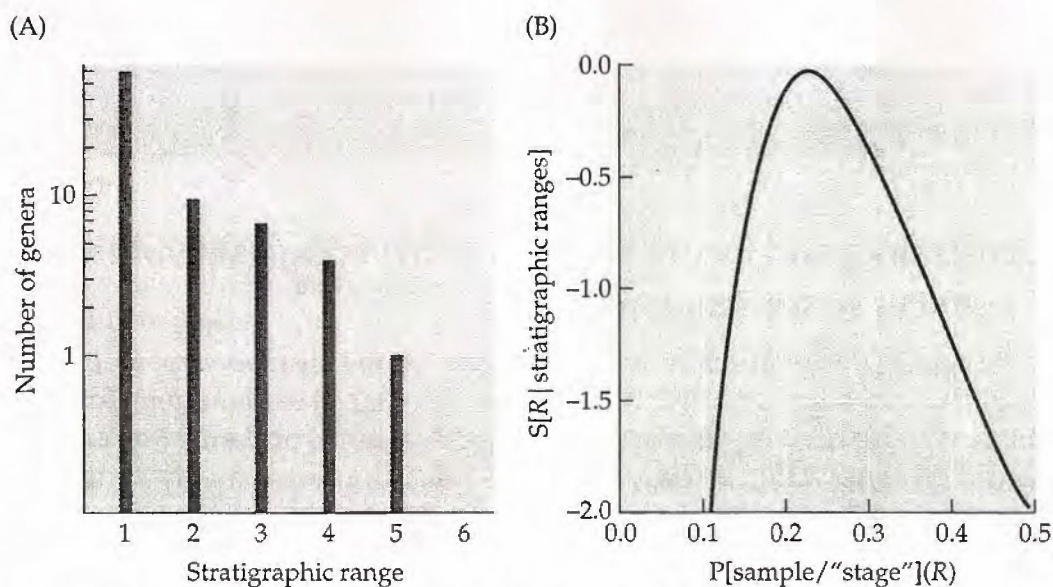 (A)
Number of genera
10
1
1 2 3 4 5 6
Stratigraphic range
(B)
S[R | stratigraphic ranges]
0.0
–0.5
–1.0
–1.5
–2.0
0.0 0.1 0.2 0.3 0.4 0.5
P[sample/“stage”](R)